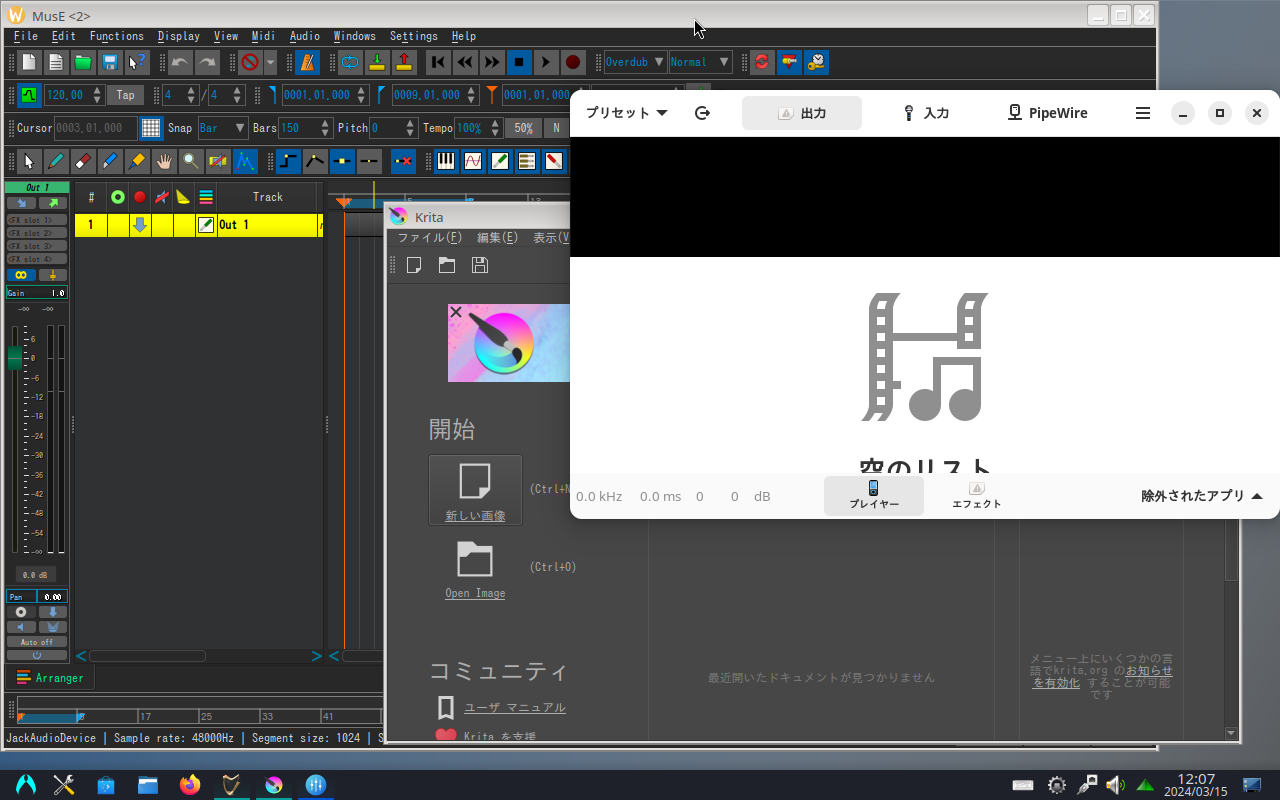 MusE <2>
File Edit Functions Display View Midi Audio Windows Settings Help
Overdub Normal
120.00 Tap 4 / 4 0001.01.000 0009.01.000 0001.01.000
Cursor 0003.01.000 Snap Bar Bars 150 Pitch 0 Tempo 100% 50% N
Out 1
# Track
<FX slot 1>
<FX slot 2>
<FX slot 3>
<FX slot 4>
1 Out 1
Gain 1.0
-∞ -∞
6
0
-6
-12
-18
-24
-30
-36
-42
-48
-54
-∞
0.0 dB
Pan 0.00
Auto off
Arranger
17 25 33 41
JackAudioDevice | Sample rate: 48000Hz | Segment size: 1024 | S
Krita
ファイル(F) 編集(E) 表示(V
開始
(Ctrl+N
新しい画像
(Ctrl+O)
Open Image
コミュニティ
ユーザ マニュアル
Krita を支援
最近開いたドキュメントが見つかりません
メニュー上にいくつかの言
語でkrita.org のお知らせ
を有効化 することが可能
です
プリセット 出力 入力 PipeWire
空のリスト
0.0 kHz 0.0 ms 0 0 dB プレイヤー エフェクト 除外されたアプリ
12:07
2024/03/15